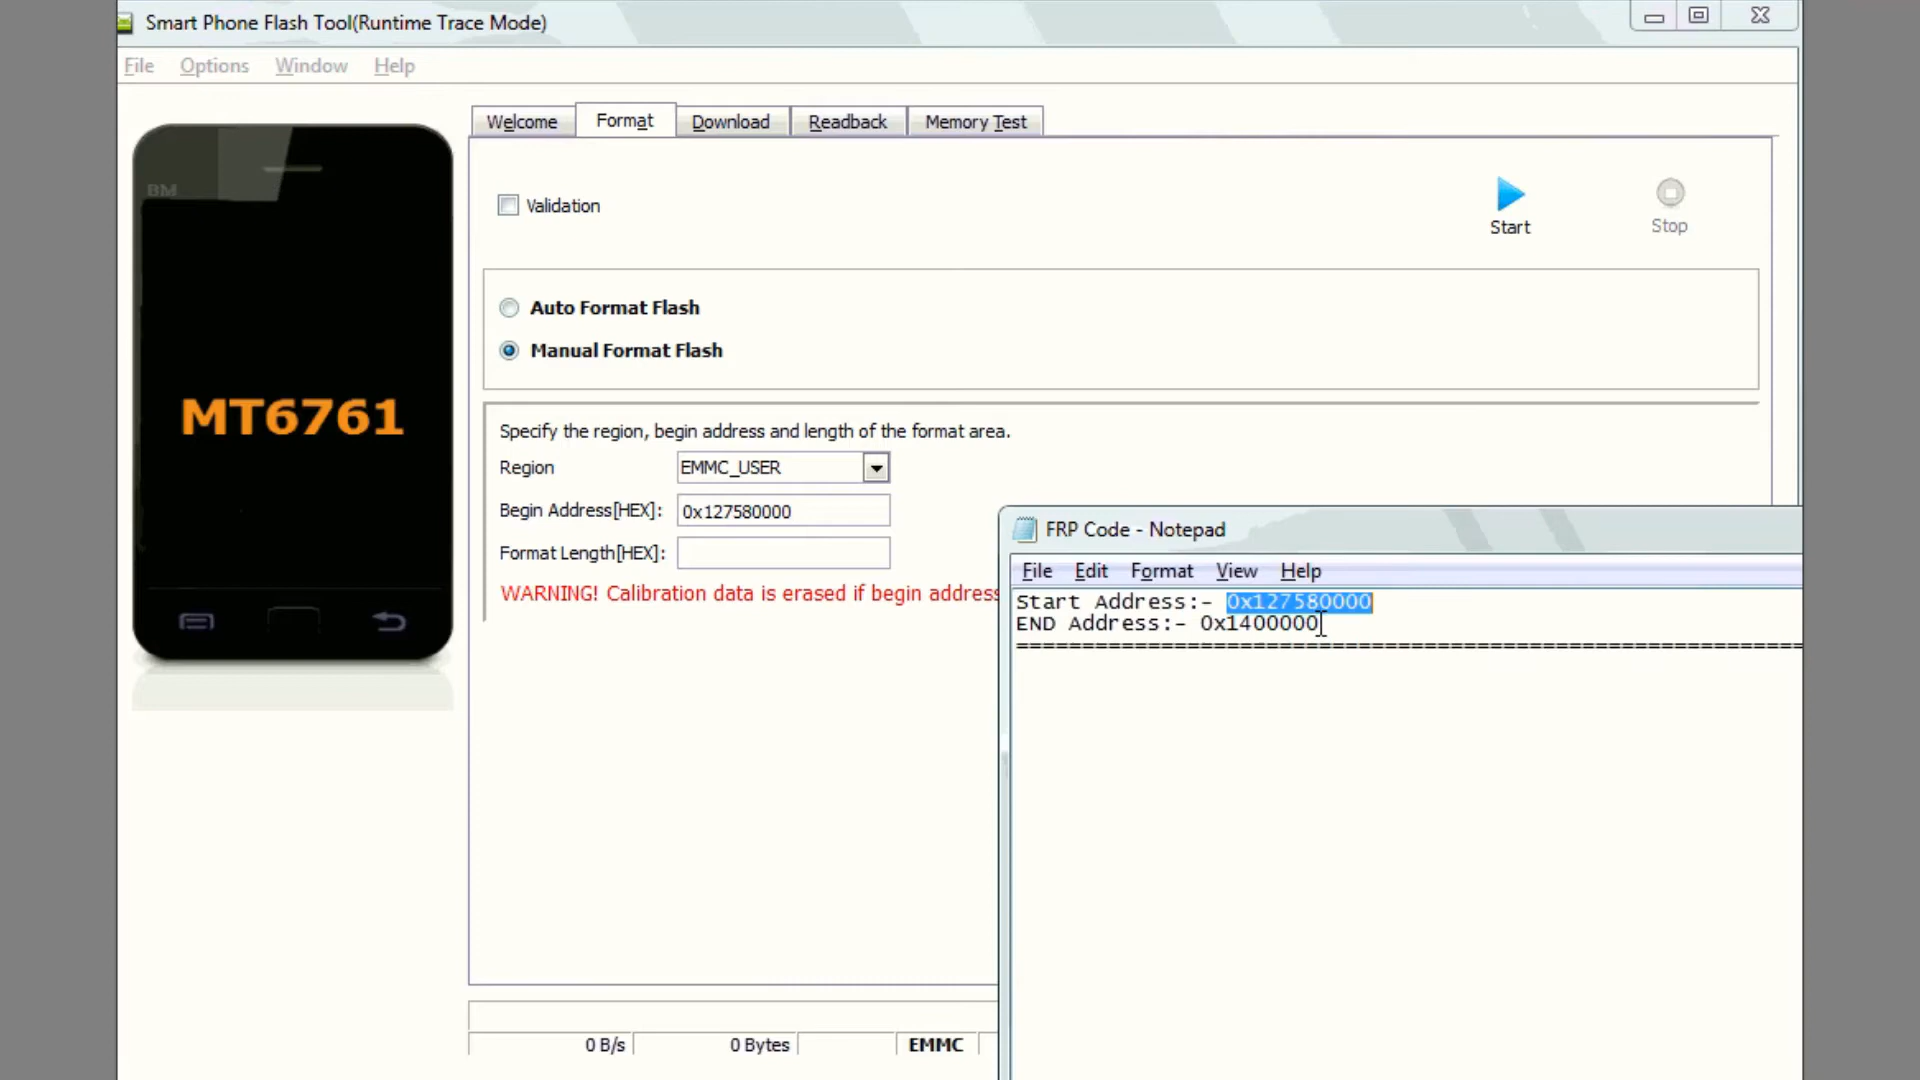 Smart Phone Flash Tool(Runtime Trace Mode)
File Options Window Help
Welcome Format Download Readback Memory Test
BM
Validation
Start
Stop
Auto Format Flash
Manual Format Flash
MT6761
Specify the region, begin address and length of the format area.
Region EMMC_USER
Begin Address[HEX]: 0x127580000
Format Length[HEX]:
WARNING! Calibration data is erased if begin address
FRP Code - Notepad
File Edit Format View Help
Start Address:- 0x127580000
END Address:- 0x1400000
============================================================
0 B/s 0 Bytes EMMC